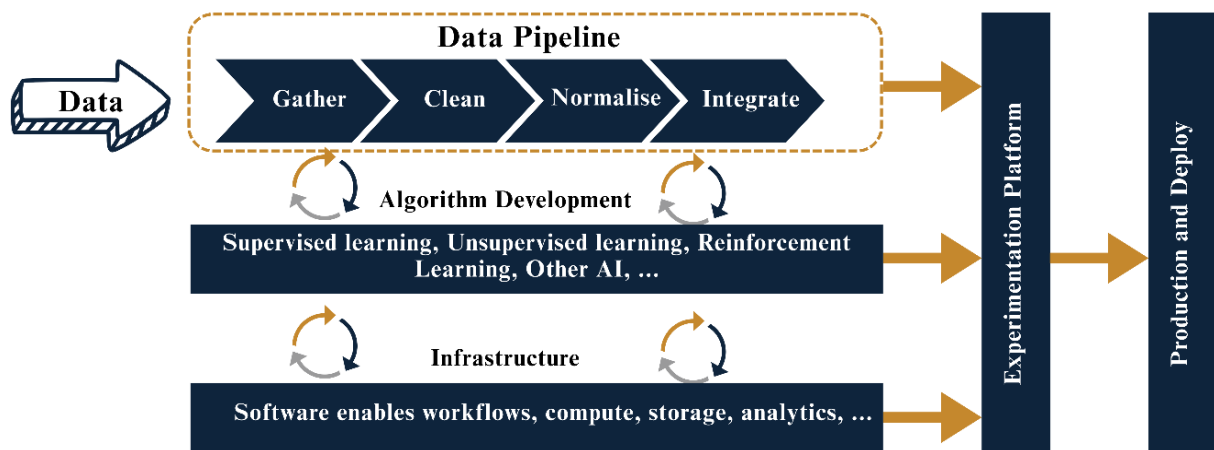 Data Pipeline
Data
Gather
Clean
Normalise
Integrate
Algorithm Development
Supervised learning, Unsupervised learning, Reinforcement
Learning, Other AI, ...
Infrastructure
Software enables workflows, compute, storage, analytics, ...
Experimentation Platform
Production and Deploy